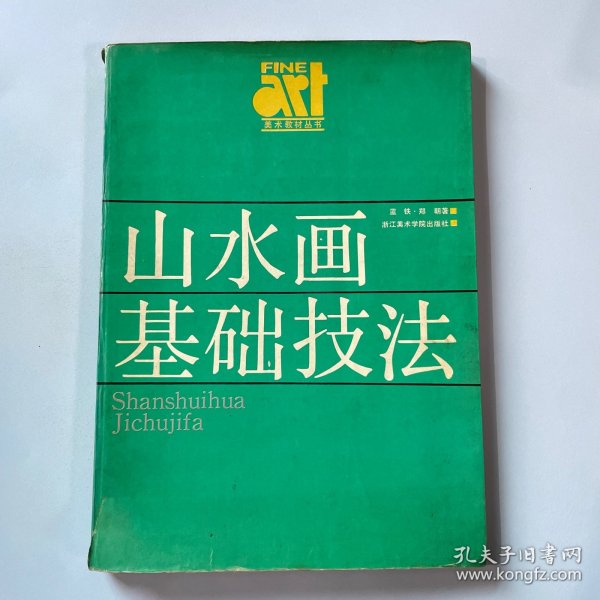 FINE
art
美术教材丛书
蓝铁·郑朝著
浙江美术学院出版社
山水画
基础技法
Shanshuihua
Jichujifa
孔夫子旧书网
www.kongfz.com